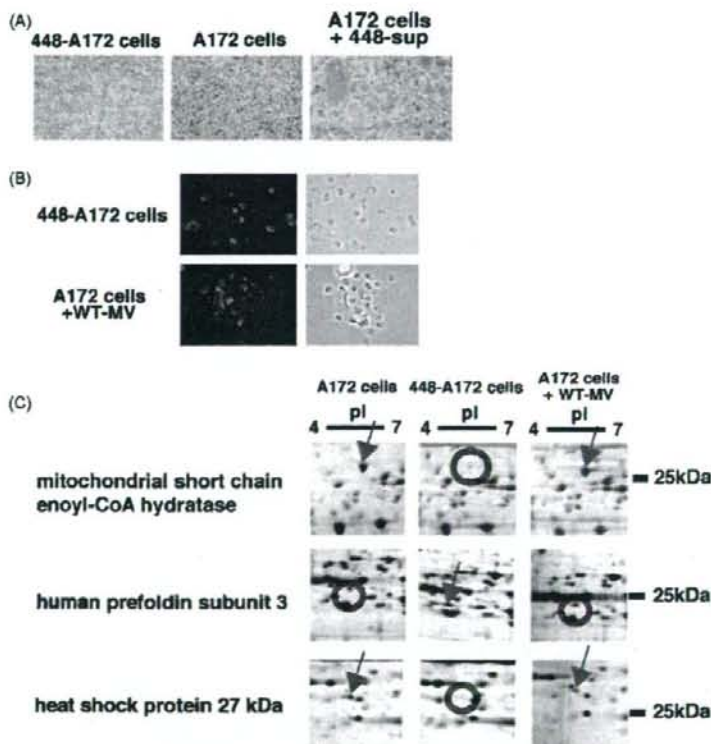 (A)
448-A172 cells
A172 cells
A172 cells
+ 448-sup
(B)
448-A172 cells
A172 cells
+WT-MV
(C)
A172 cells
448-A172 cells
A172 cells
+ WT-MV
4 pI 7
4 pI 7
4 pI 7
mitochondrial short chain
enoyl-CoA hydratase
25kDa
human prefoldin subunit 3
25kDa
heat shock protein 27 kDa
25kDa